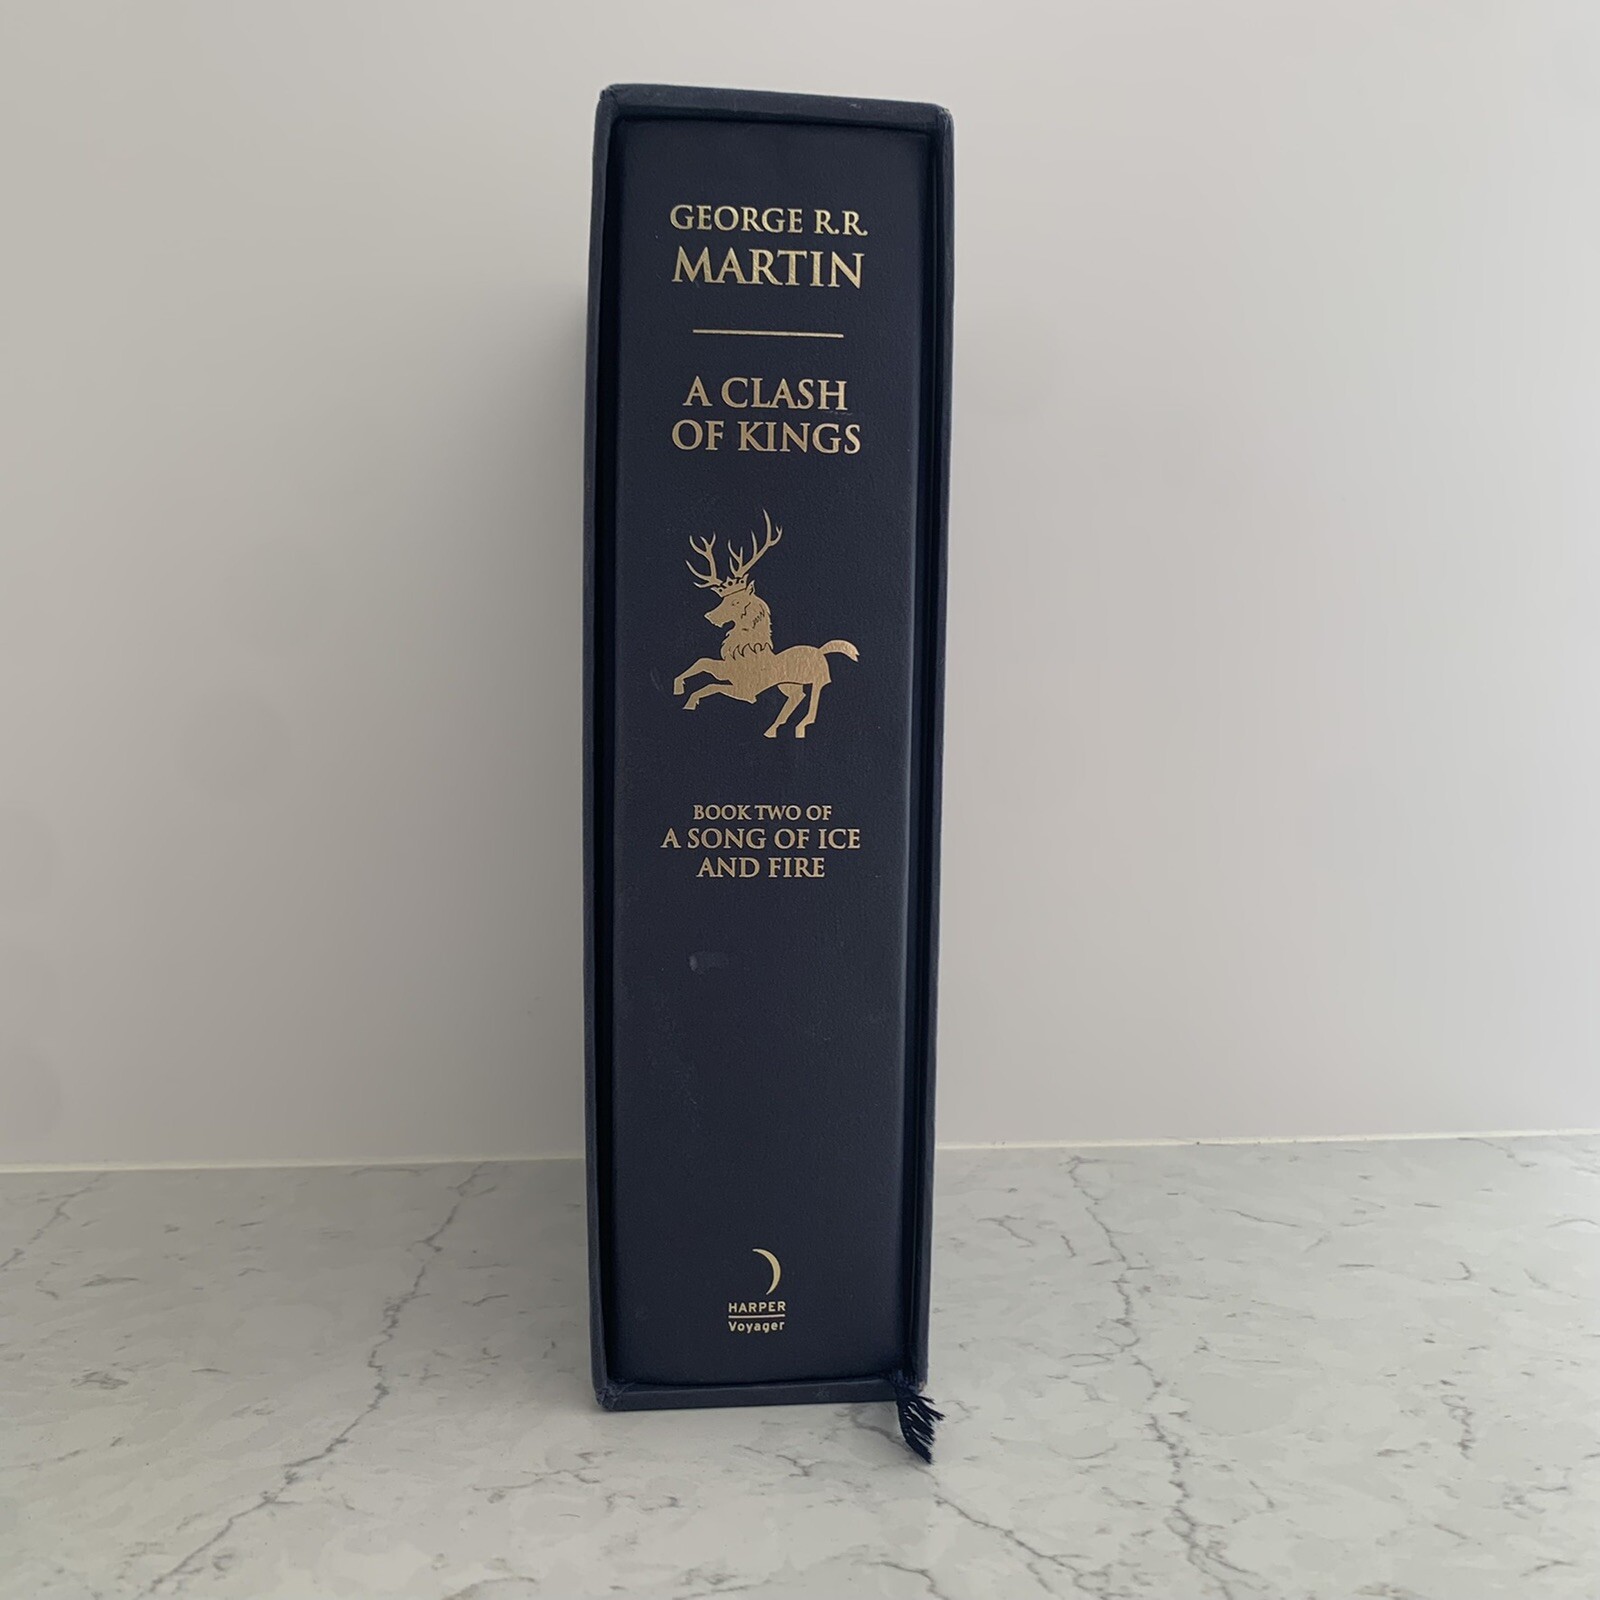 GEORGE R.R.
MARTIN
A CLASH
OF KINGS
BOOK TWO OF
A SONG OF ICE
AND FIRE
HARPER
Voyager